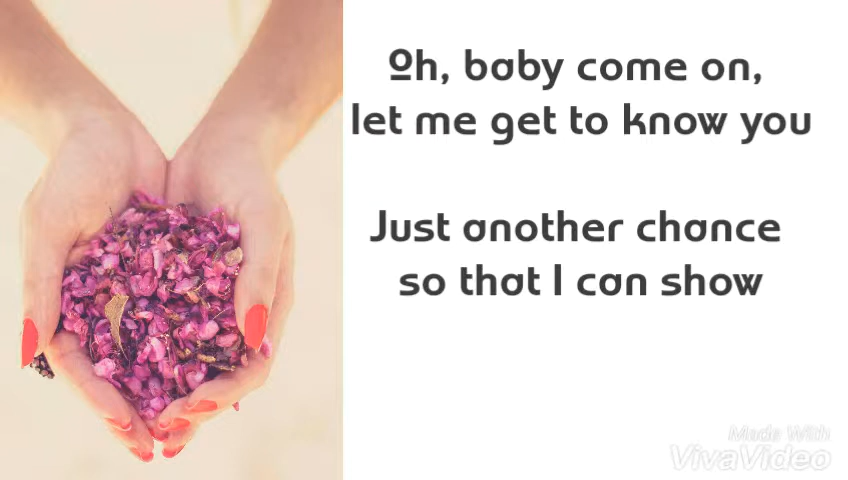 Oh, baby come on,
let me get to know you
Just another chance
so that I can show
Made With
VivaVideo